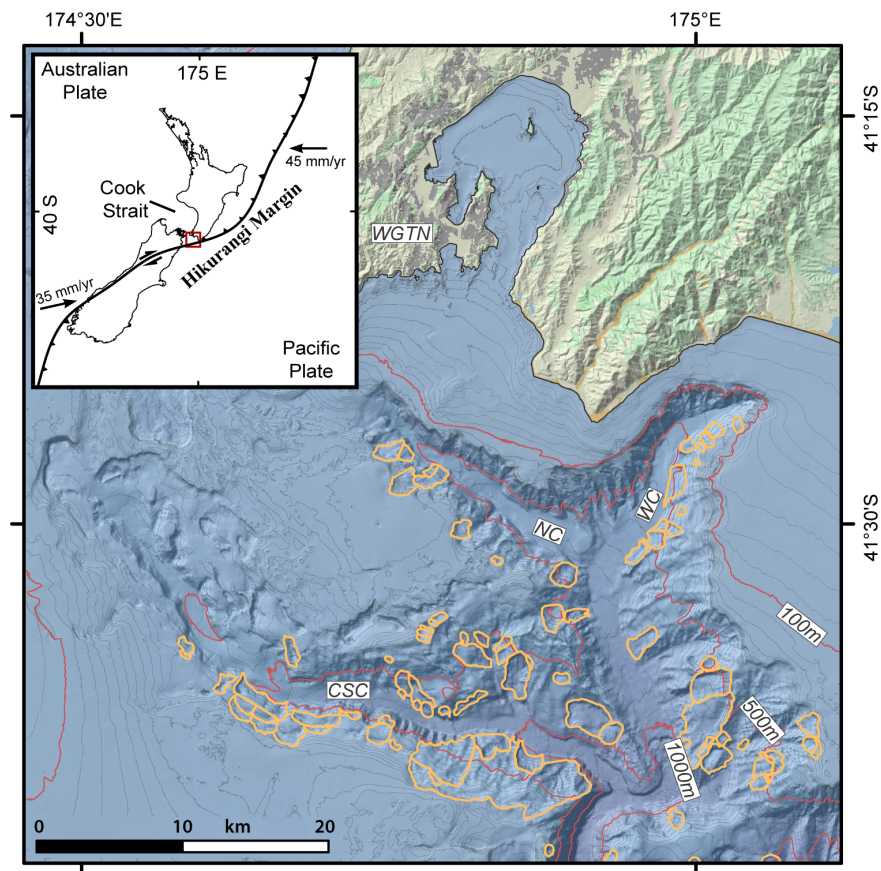 174°30'E
175°E
Australian
Plate
175 E
45 mm/yr
Cook
Strait
40 S
Hikurangi Margin
35 mm/yr
Pacific
Plate
WGTN
41°15'S
NC
WC
41°30'S
100m
CSC
500m
1000m
0 10 km 20